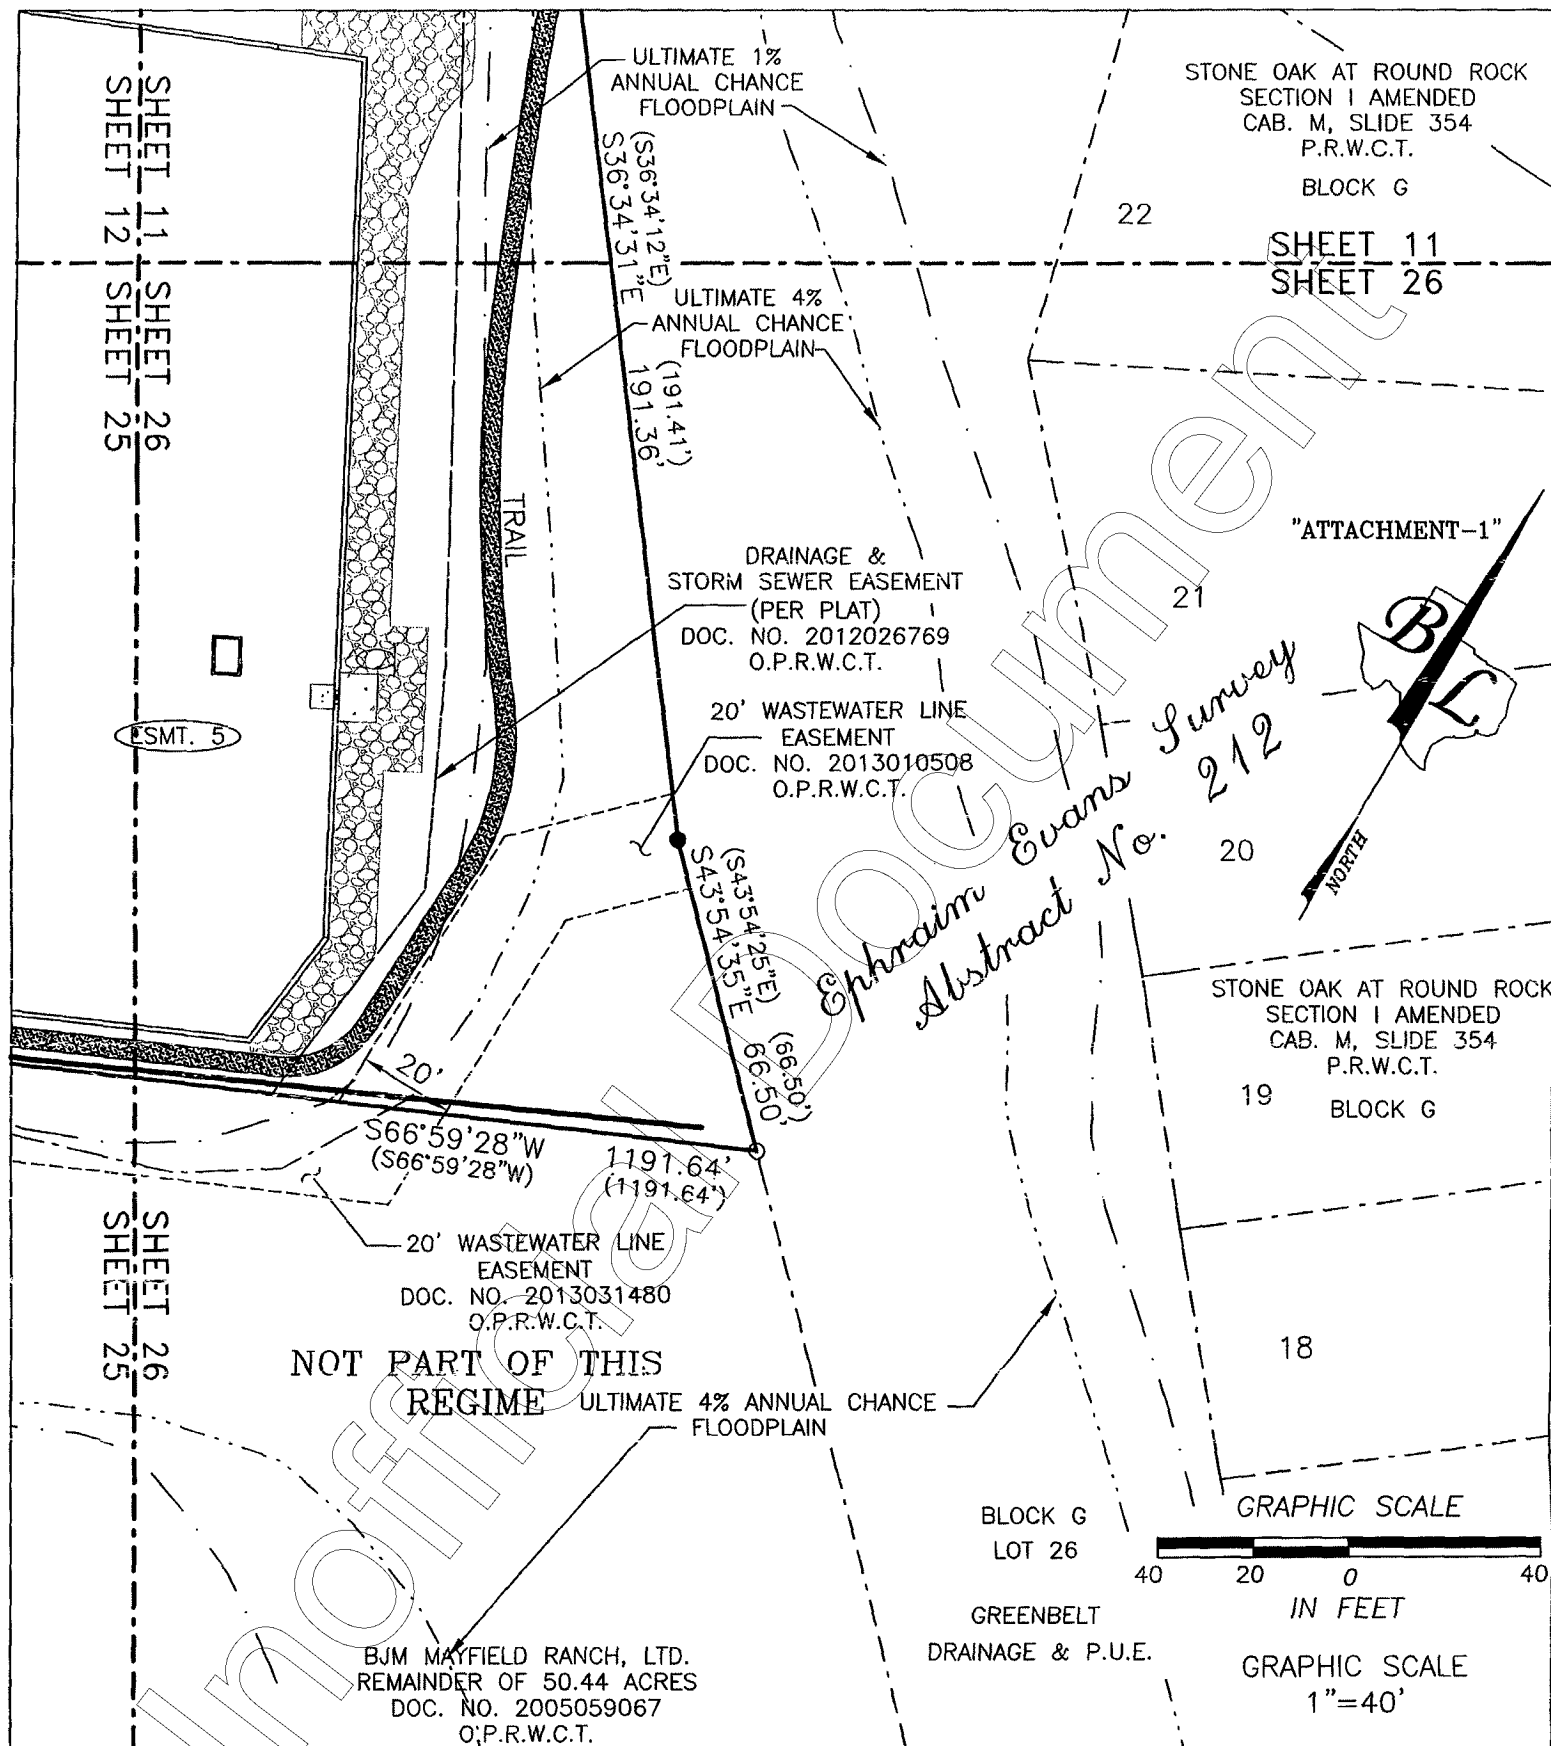 ULTIMATE 1%
ANNUAL CHANCE
FLOODPLAIN
STONE OAK AT ROUND ROCK
SECTION I AMENDED
CAB. M, SLIDE 354
P.R.W.C.T.
BLOCK G
22
SHEET 11
SHEET 26
SHEET 11
SHEET 12
SHEET 26
SHEET 25
(S36°34'12"E)
S36°34'31"E
(191.41')
191.36'
ULTIMATE 4%
ANNUAL CHANCE
FLOODPLAIN
TRAIL
"ATTACHMENT-1"
DRAINAGE &
STORM SEWER EASEMENT
(PER PLAT)
DOC. NO. 2012026769
O.P.R.W.C.T.
21
B
L
NORTH
20' WASTEWATER LINE
EASEMENT
DOC. NO. 2013010508
O.P.R.W.C.T.
ESMT. 5
Ephraim Evans Survey
Abstract No. 212
20
(S43°54'25"E)
S43°54'35"E
(66.50')
66.50'
STONE OAK AT ROUND ROCK
SECTION I AMENDED
CAB. M, SLIDE 354
P.R.W.C.T.
BLOCK G
19
20'
S66°59'28"W
(S66°59'28"W)
1191.64'
(1191.64')
SHEET 26
SHEET 25
20' WASTEWATER LINE
EASEMENT
DOC. NO. 2013031480
O.P.R.W.C.T.
NOT PART OF THIS
REGIME
18
ULTIMATE 4% ANNUAL CHANCE
FLOODPLAIN
BLOCK G
LOT 26
GREENBELT
DRAINAGE & P.U.E.
GRAPHIC SCALE
40 20 0 40
IN FEET
GRAPHIC SCALE
1"=40'
BJM MAYFIELD RANCH, LTD.
REMAINDER OF 50.44 ACRES
DOC. NO. 2005059067
O.P.R.W.C.T.
Unofficial Document